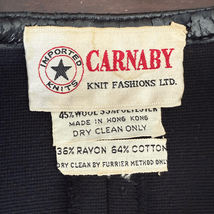 IMPORTED
KNITS
CARNABY
KNIT FASHIONS LTD.
45% WOOL 55% POLYESTER
MADE IN HONG KONG
DRY CLEAN ONLY
36% RAYON 64% COTTON
DRY CLEAN BY FURRIER METHOD ONLY